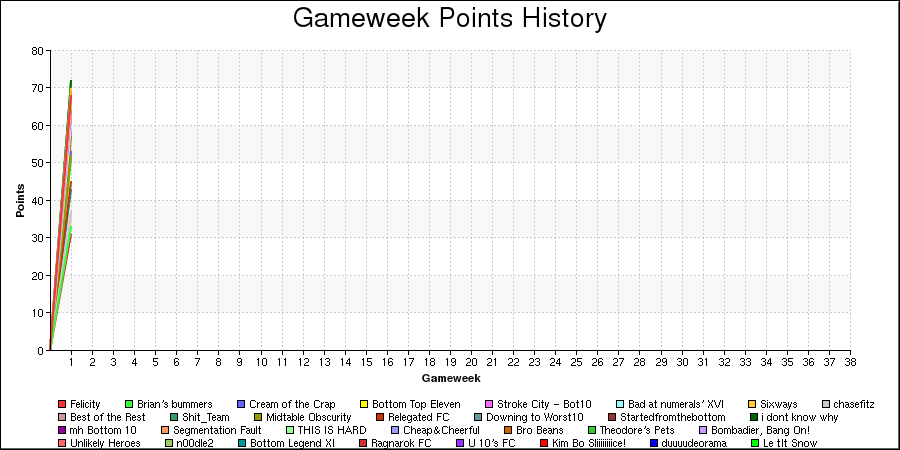 Gameweek Points History
80
70
60
50
40
30
20
10
0
Points
1 2 3 4 5 6 7 8 9 10 11 12 13 14 15 16 17 18 19 20 21 22 23 24 25 26 27 28 29 30 31 32 33 34 35 36 37 38
Gameweek
Felicity Brian's bummers Cream of the Crap Bottom Top Eleven Stroke City - Bot10 Bad at numerals' XVI Sixways chasefitz
Best of the Rest Shit_Team Midtable Obscurity Relegated FC Downing to Worst10 Startedfromthebottom i dont know why
mh Bottom 10 Segmentation Fault THIS IS HARD Cheap&Cheerful Bro Beans Theodore's Pets Bombadier, Bang On!
Unlikely Heroes n00dle2 Bottom Legend XI Ragnarok FC U 10's FC Kim Bo Sliiiiiiiice! duuuudeorama Le tIt Snow